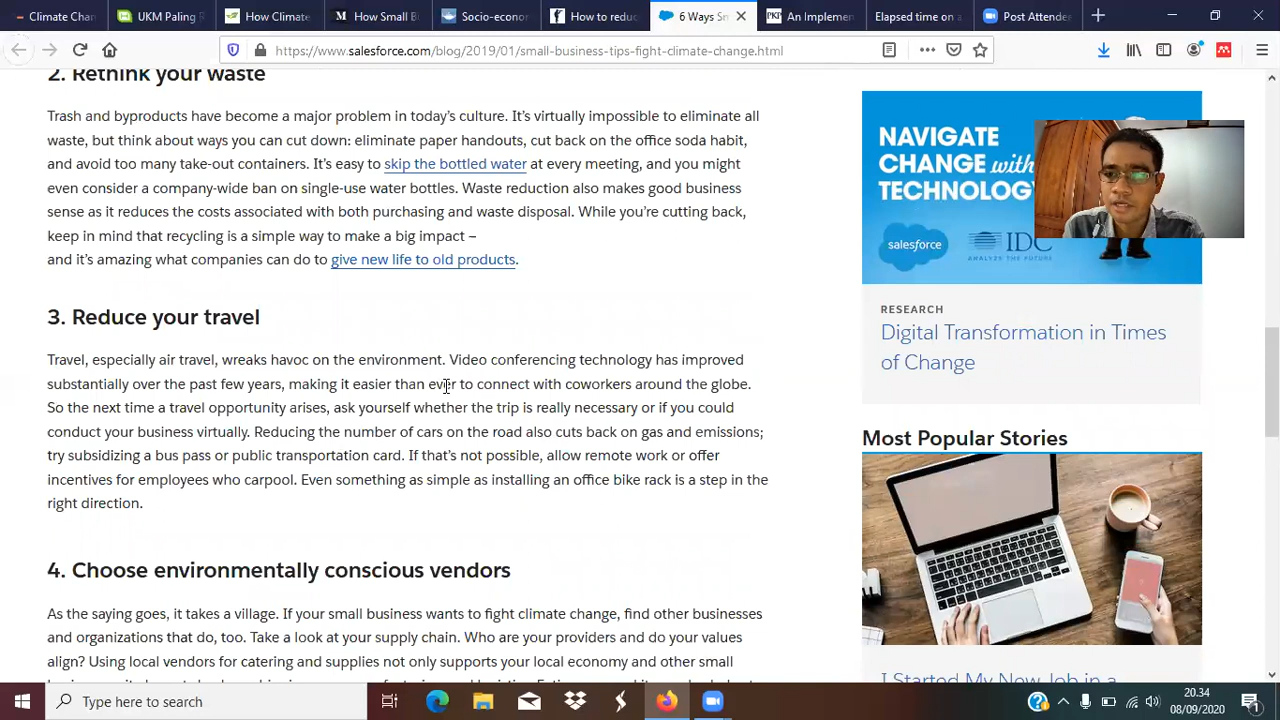 Climate Chan
UKM Paling R
How Climate
How Small B
Socio-econo
How to reduc
6 Ways Sm
An Implemen
Elapsed time on a
Post Attende
https://www.salesforce.com/blog/2019/01/small-business-tips-fight-climate-change.html
2. Rethink your waste
Trash and byproducts have become a major problem in today's culture. It's virtually impossible to eliminate all
waste, but think about ways you can cut down: eliminate paper handouts, cut back on the office soda habit,
and avoid too many take-out containers. It's easy to skip the bottled water at every meeting, and you might
even consider a company-wide ban on single-use water bottles. Waste reduction also makes good business
sense as it reduces the costs associated with both purchasing and waste disposal. While you're cutting back,
keep in mind that recycling is a simple way to make a big impact –
and it's amazing what companies can do to give new life to old products.
3. Reduce your travel
Travel, especially air travel, wreaks havoc on the environment. Video conferencing technology has improved
substantially over the past few years, making it easier than ever to connect with coworkers around the globe.
So the next time a travel opportunity arises, ask yourself whether the trip is really necessary or if you could
conduct your business virtually. Reducing the number of cars on the road also cuts back on gas and emissions;
try subsidizing a bus pass or public transportation card. If that's not possible, allow remote work or offer
incentives for employees who carpool. Even something as simple as installing an office bike rack is a step in the
right direction.
4. Choose environmentally conscious vendors
As the saying goes, it takes a village. If your small business wants to fight climate change, find other businesses
and organizations that do, too. Take a look at your supply chain. Who are your providers and do your values
align? Using local vendors for catering and supplies not only supports your local economy and other small
NAVIGATE
CHANGE with
TECHNOLOGY
salesforce
IDC
ANALYZE THE FUTURE
RESEARCH
Digital Transformation in Times
of Change
Most Popular Stories
I Started My New Job in a
Type here to search
20.34
08/09/2020